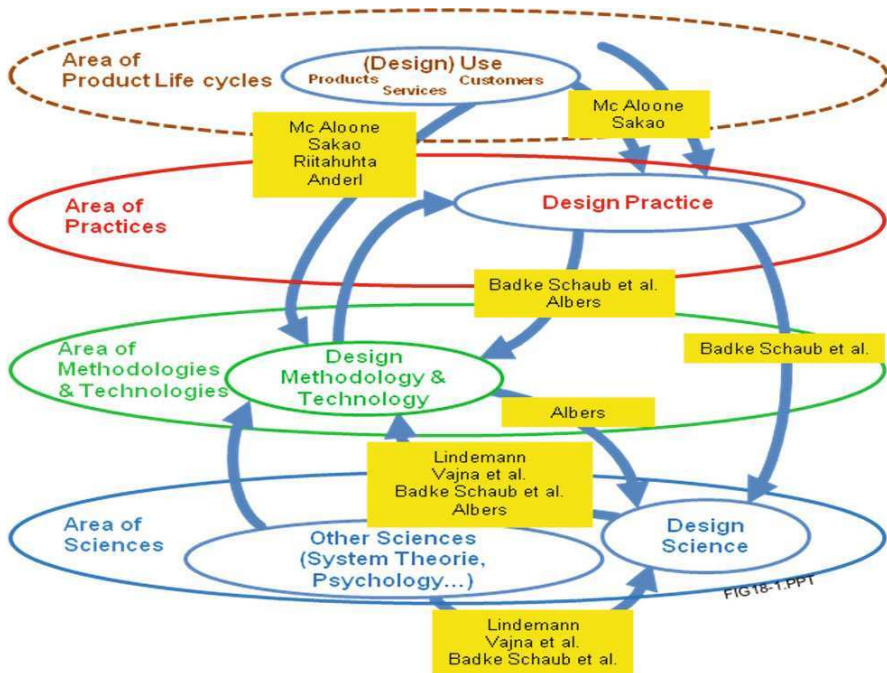 Area of
Product Life cycles
(Design) Use
Products
Customers
Services
Mc Aloone
Sakao
Mc Aloone
Sakao
Riitahuhta
Anderl
Area of
Practices
Design Practice
Badke Schaub et al.
Albers
Badke Schaub et al.
Area of
Methodologies
& Technologies
Design
Methodology &
Technology
Albers
Lindemann
Vajna et al.
Badke Schaub et al.
Albers
Area of
Sciences
Other Sciences
(System Theorie,
Psychology...)
Design
Science
FIG18-1.PPT
Lindemann
Vajna et al.
Badke Schaub et al.